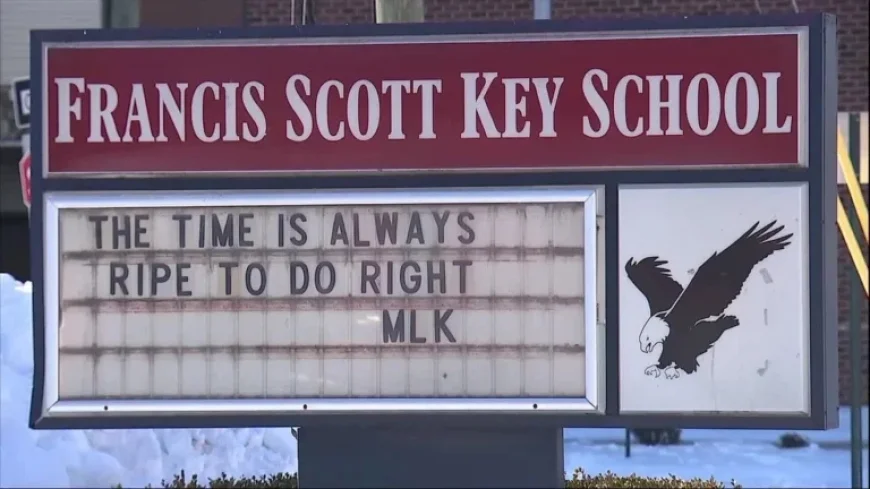 FRANCIS SCOTT KEY SCHOOL
THE TIME IS ALWAYS
RIPE TO DO RIGHT
MLK